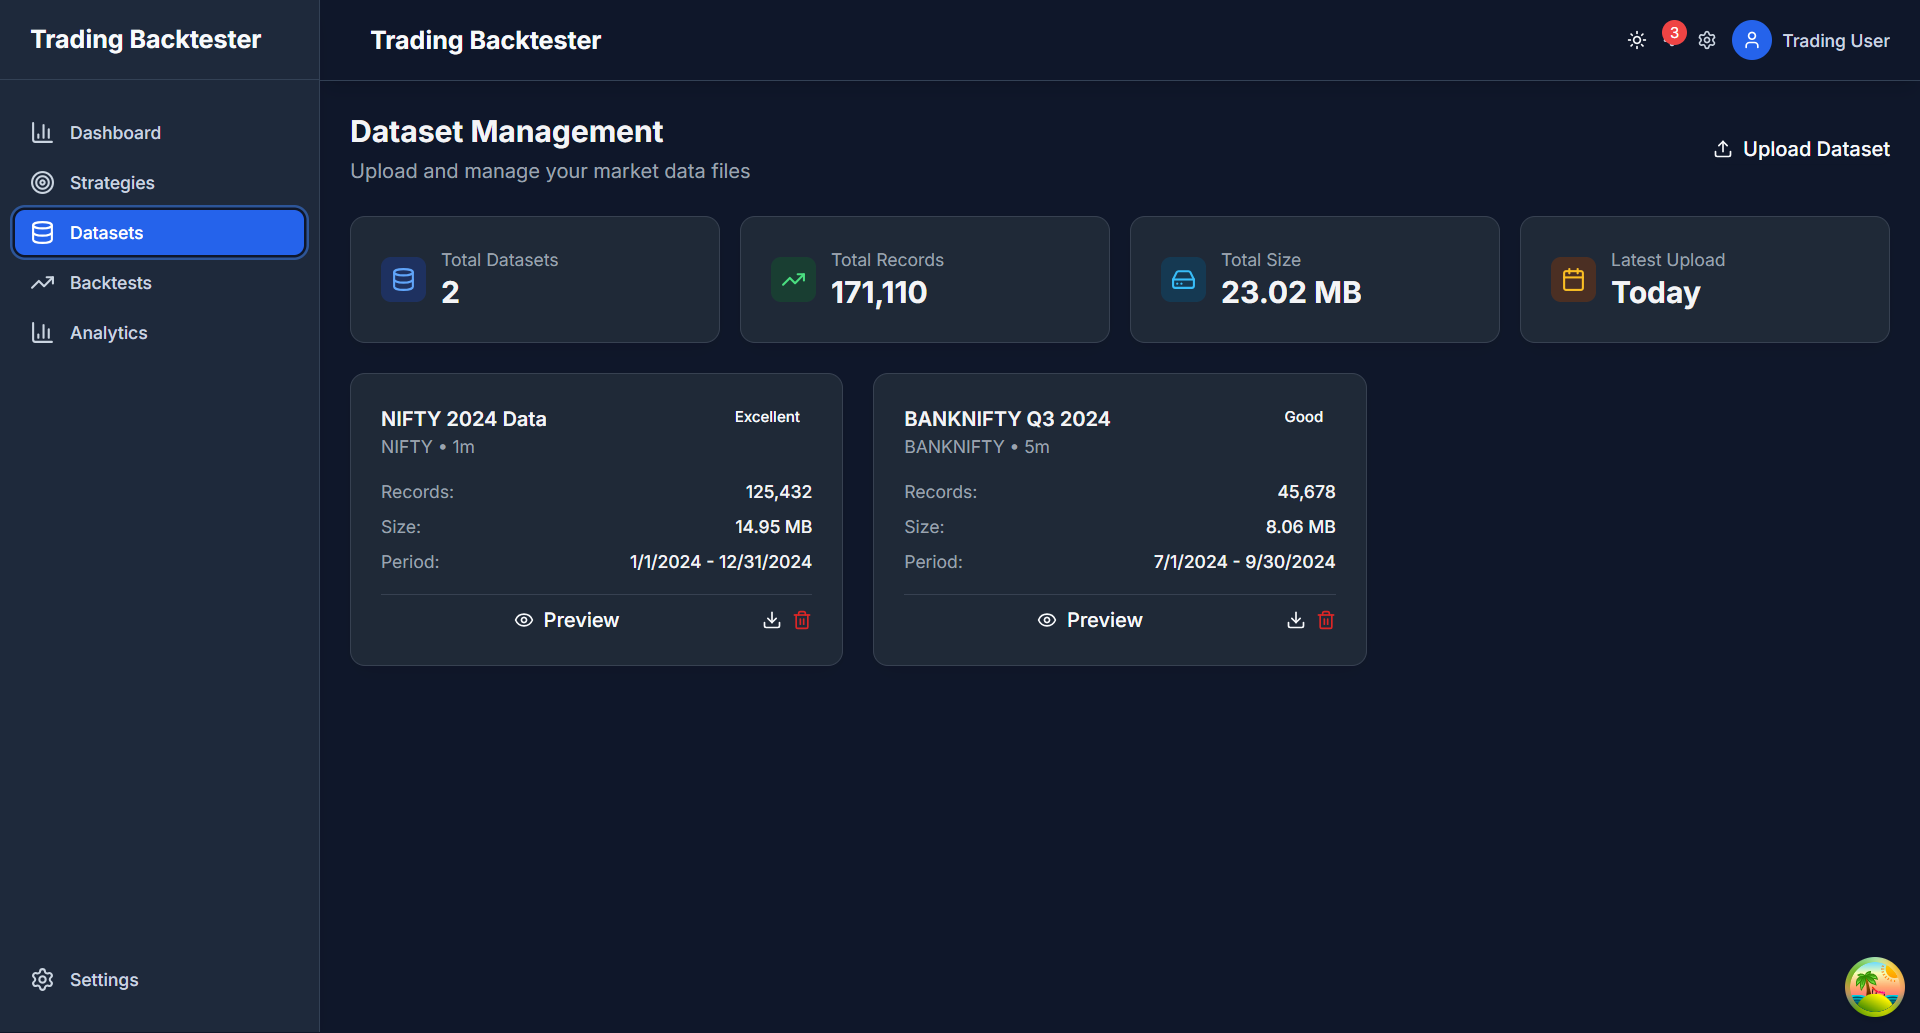 Trading Backtester
Trading Backtester
3
Trading User
Dashboard
Strategies
Datasets
Backtests
Analytics
Settings
Dataset Management
Upload and manage your market data files
Upload Dataset
Total Datasets
2
Total Records
171,110
Total Size
23.02 MB
Latest Upload
Today
NIFTY 2024 Data
Excellent
NIFTY • 1m
Records: 125,432
Size: 14.95 MB
Period: 1/1/2024 - 12/31/2024
Preview
BANKNIFTY Q3 2024
Good
BANKNIFTY • 5m
Records: 45,678
Size: 8.06 MB
Period: 7/1/2024 - 9/30/2024
Preview